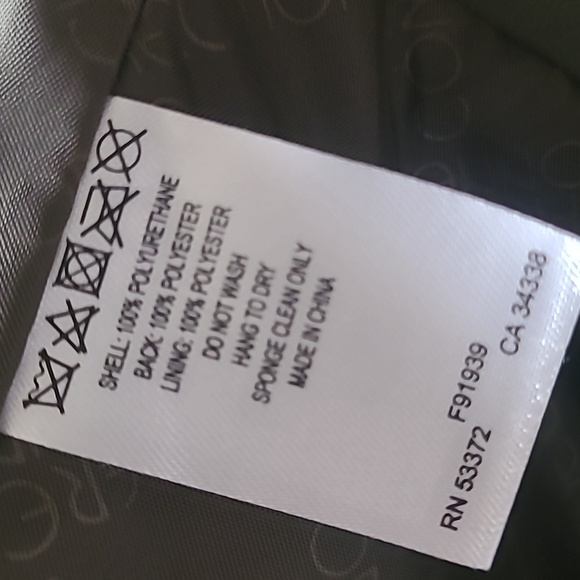 SHELL: 100% POLYURETHANE
BACK: 100% POLYESTER
LINING: 100% POLYESTER
DO NOT WASH
HANG TO DRY
SPONGE CLEAN ONLY
MADE IN CHINA
RN 53372 F91939
CA 34338